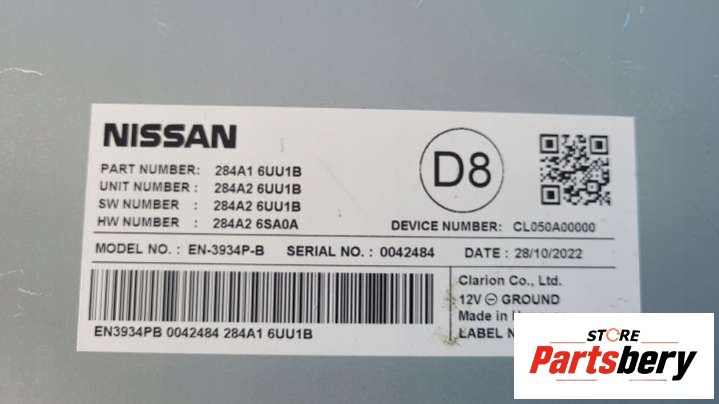 NISSAN
PART NUMBER: 284A1 6UU1B
UNIT NUMBER : 284A2 6UU1B
SW NUMBER : 284A2 6UU1B
HW NUMBER : 284A2 6SA0A
D8
DEVICE NUMBER: CL050A00000
MODEL NO. : EN-3934P-B SERIAL NO. : 0042484 DATE : 28/10/2022
Clarion Co., Ltd.
12V ⊖ GROUND
Made in
LABEL
EN3934PB 0042484 284A1 6UU1B
STORE
Partsbery